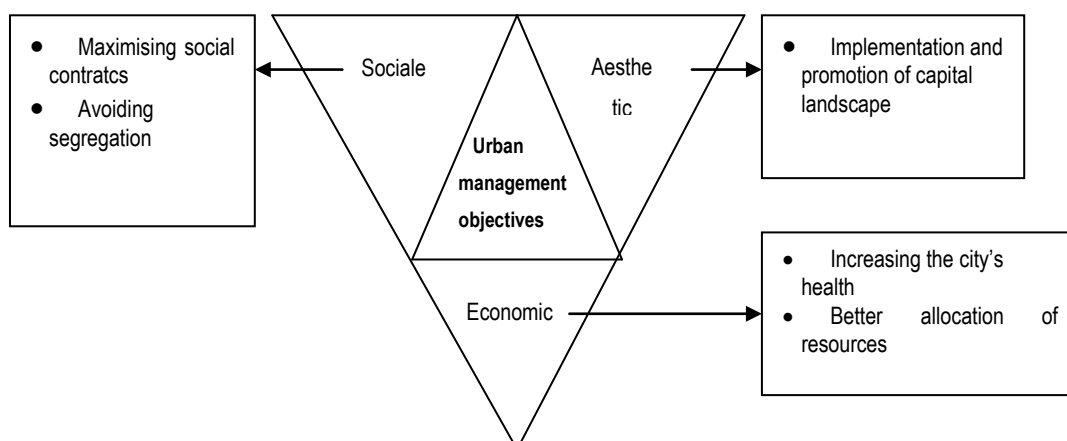 ● Maximising social
contratcs
● Avoiding
segregation
Sociale
Aesthe
tic
● Implementation and
promotion of capital
landscape
Urban
management
objectives
Economic
● Increasing the city’s
health
● Better allocation of
resources